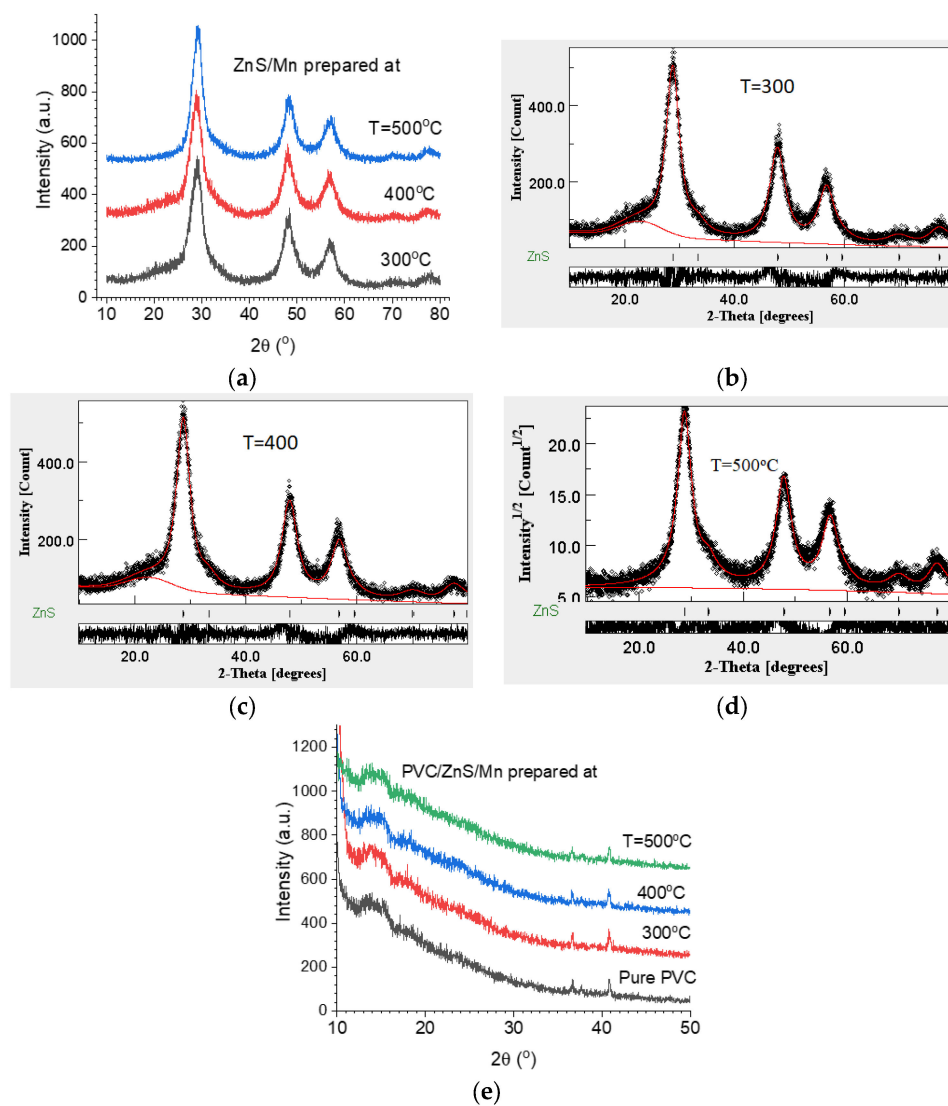 1000
800
600
400
200
0
Intensity (a.u.)
ZnS/Mn prepared at
T=500°C
400°C
300°C
10 20 30 40 50 60 70 80
2θ (°)
(a)
Intensity [Count]
400.0
200.0
T=300
ZnS
20.0 40.0 60.0
2-Theta [degrees]
(b)
Intensity [Count]
400.0
200.0
T=400
ZnS
20.0 40.0 60.0
2-Theta [degrees]
(c)
Intensity^1/2 [Count^1/2]
20.0
15.0
10.0
5.0
T=500°C
ZnS
20.0 40.0 60.0
2-Theta [degrees]
(d)
1200
1000
800
600
400
200
0
Intensity (a.u.)
PVC/ZnS/Mn prepared at
T=500°C
400°C
300°C
Pure PVC
10 20 30 40 50
2θ (°)
(e)